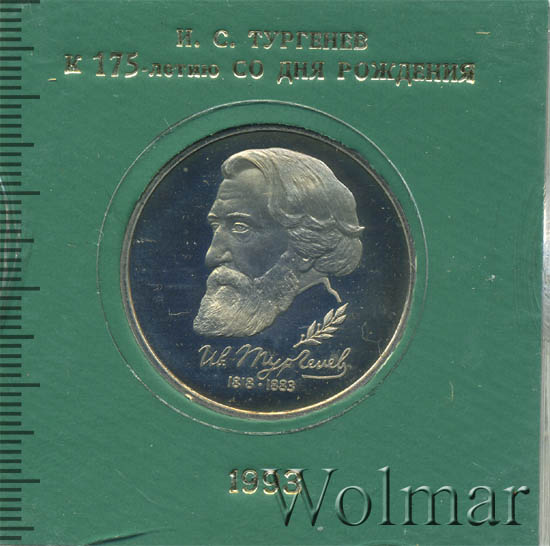 И. С. ТУРГЕНЕВ
К 175-летию СО ДНЯ РОЖДЕНИЯ
Ив. Тургенев
1818 · 1883
1993
Wolmar